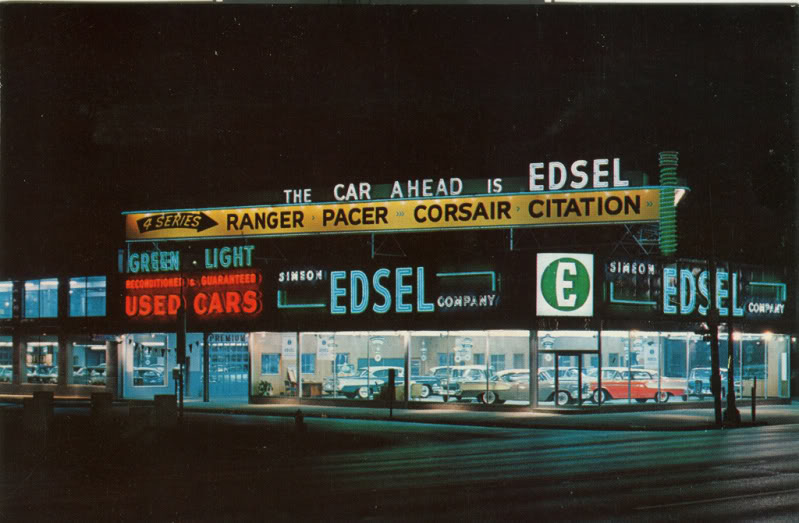 THE CAR AHEAD IS EDSEL
4 SERIES RANGER PACER CORSAIR CITATION
GREEN LIGHT
RECONDITIONED & GUARANTEED
USED CARS
SIMEON
EDSEL
COMPANY
E
SIMEON
EDSEL
COMPANY
PREMIUM